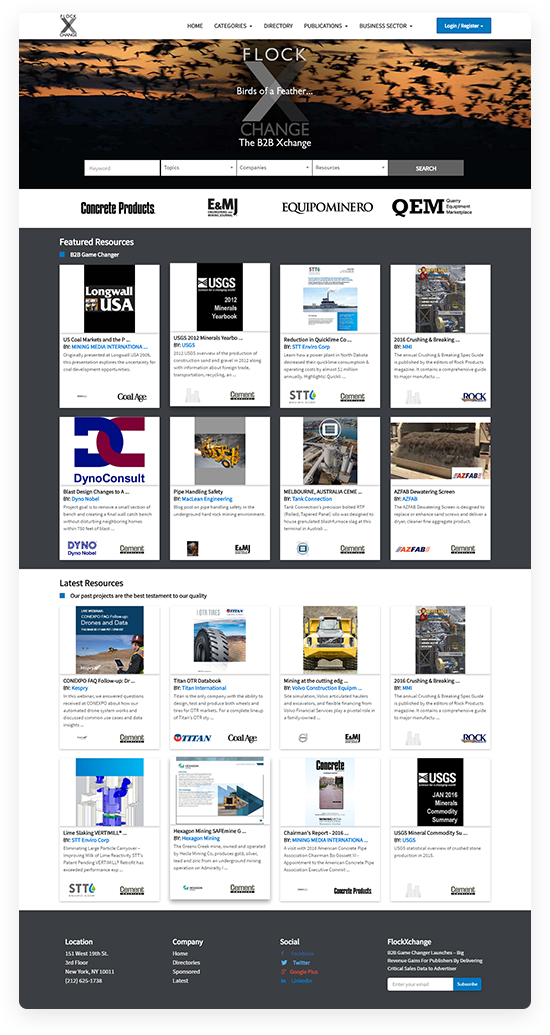 FLOCK
X
CHANGE
HOME CATEGORIES DIRECTORY PUBLICATIONS BUSINESS SECTOR Login / Register
FLOCK
X
Birds of a Feather...
CHANGE
The B2B Xchange
Keyword Topics Companies Resources SEARCH
Concrete Products E&MJ ENGINEERING AND MINING JOURNAL EQUIPOMINERO QEM Quarry Equipment Marketplace
Featured Resources
B2B Game Changer
Longwall
USA
US Coal Markets and the P ...
BY: MINING MEDIA INTERNATIONA ...
Originally presented at Longwall USA 2009,
this presentation explores the uncertainty for
coal development opportunities.
Coal Age
USGS
science for a changing world
2012
Minerals
Yearbook
USGS 2012 Minerals Yearbo ...
BY: USGS
2012 USGS overview of the production of
construction sand and gravel in 2012 along
with information about foreign trade,
transportation, recycling, an ...
Cement
STT6
Reduction in Quicklime Co ...
BY: STT Enviro Corp
Learn how a power plant in North Dakota
decreased their quicklime consumption &
operating costs by almost $1 million
annually. Highlights: Quickli ...
STT6
Cement
2016 Crushing & Breaking ...
BY: MMI
The annual Crushing & Breaking Spec Guide
is published by the editors of Rock Products
magazine. It contains a comprehensive guide
to major manufactu ...
ROCK
DynoConsult
Blast Design Changes to A ...
BY: Dyno Nobel
Project goal is to remove a small section of
bench and creating a final wall catch bench
without disturbing neighboring homes
within 750 feet of blast ...
DYNO
Dyno Nobel
Cement
Pipe Handling Safety
BY: MacLean Engineering
Blog post on pipe handling safety in the
underground hard rock mining environment.
E&MJ
MELBOURNE, AUSTRALIA CEME ...
BY: Tank Connection
Tank Connection's precision bolted RTP
(Rolled, Tapered Panel) silo was designed to
house granulated blast-furnace slag at this
terminal in Australi ...
Cement
AZFAB
AZFAB Dewatering Screen
BY: AZFAB
The AZFAB Dewatering Screen is designed to
replace or enhance sand screws and deliver a
dryer, cleaner fine aggregate product.
AZFAB
Cement
Latest Resources
Our past projects are the best testament to our quality
LIVE WEBINAR:
CONEXPO FAQ Follow-up:
Drones and Data
CONEXPO FAQ Follow-up: Dr ...
BY: Kespry
In this webinar, we answered questions
received at CONEXPO about how our
automated drone system works and
discussed common use cases and data
insights ...
Cement
OTR TIRES
TITAN
Titan OTR Databook
BY: Titan International
Titan is the only company with the ability to
design, test and produce both wheels and
tires for OTR markets. For a complete lineup
of Titan's OTR sty ...
TITAN
Coal Age
Mining at the cutting edg ...
BY: Volvo Construction Equipm ...
Site simulation, Volvo articulated haulers
and excavators, and flexible financing from
Volvo Financial Services play a pivotal role in
a family-owned ...
E&MJ
2016 Crushing & Breaking ...
BY: MMI
The annual Crushing & Breaking Spec Guide
is published by the editors of Rock Products
magazine. It contains a comprehensive guide
to major manufactu ...
ROCK
Lime Slaking VERTIMILL® ...
BY: STT Enviro Corp
Eliminating Large Particle Carryover –
Improving Milk of Lime Reactivity STT's
Patent Pending VERTIMILL® Retrofit has
exceeded performance exp ...
STT6
Cement
HEXAGON
Hexagon Mining SAFEmine G ...
BY: Hexagon Mining
The Greens Creek mine, owned and operated
by Hecla Mining Co, produces gold, silver,
lead and zinc from an underground mining
operation on Admiralty I ...
HEXAGON
Cement
Concrete
Chairman's Report - 2016 ...
BY: MINING MEDIA INTERNATIONA ...
A visit with 2016 American Concrete Pipe
Association Chairman Bo Gossett III -
Appointment to the American Concrete Pipe
Association Executive Commit ...
Concrete Products
USGS
science for a changing world
JAN 2016
Minerals
Commodity
Summary
USGS Mineral Commodity Su ...
BY: USGS
USGS statistical overview of crushed stone
production in 2015.
Cement
Location
151 West 19th St.
3rd Floor
New York, NY 10011
(212) 625-1738
Company
Home
Directories
Sponsored
Latest
Social
Facebook
Twitter
Google Plus
Linkedin
FlockXchange
B2B Game Changer Launches – Big
Revenue Gains For Publishers By Delivering
Critical Sales Data to Advertiser
Enter your email Subscribe